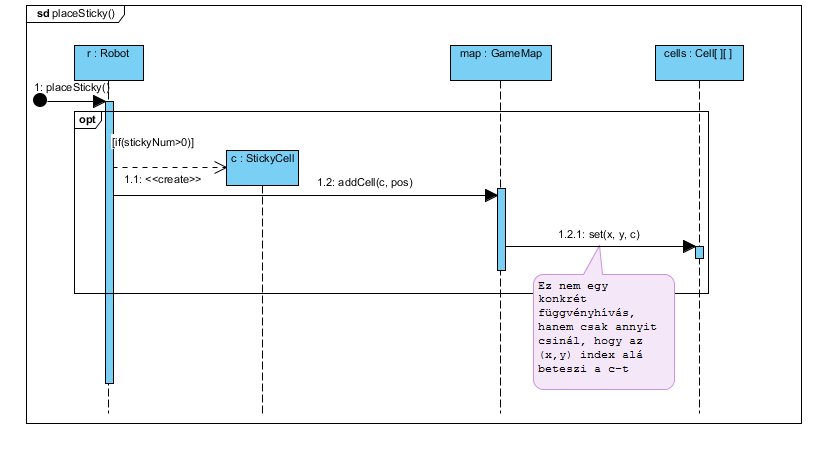 sd placeSticky()
r : Robot
map : GameMap
cells : Cell[ ][ ]
1: placeSticky()
opt
[if(stickyNum>0)]
c : StickyCell
1.1: <<create>>
1.2: addCell(c, pos)
1.2.1: set(x, y, c)
Ez nem egy
konkrét
függvényhívás,
hanem csak annyit
csinál, hogy az
(x,y) index alá
beteszi a c-t